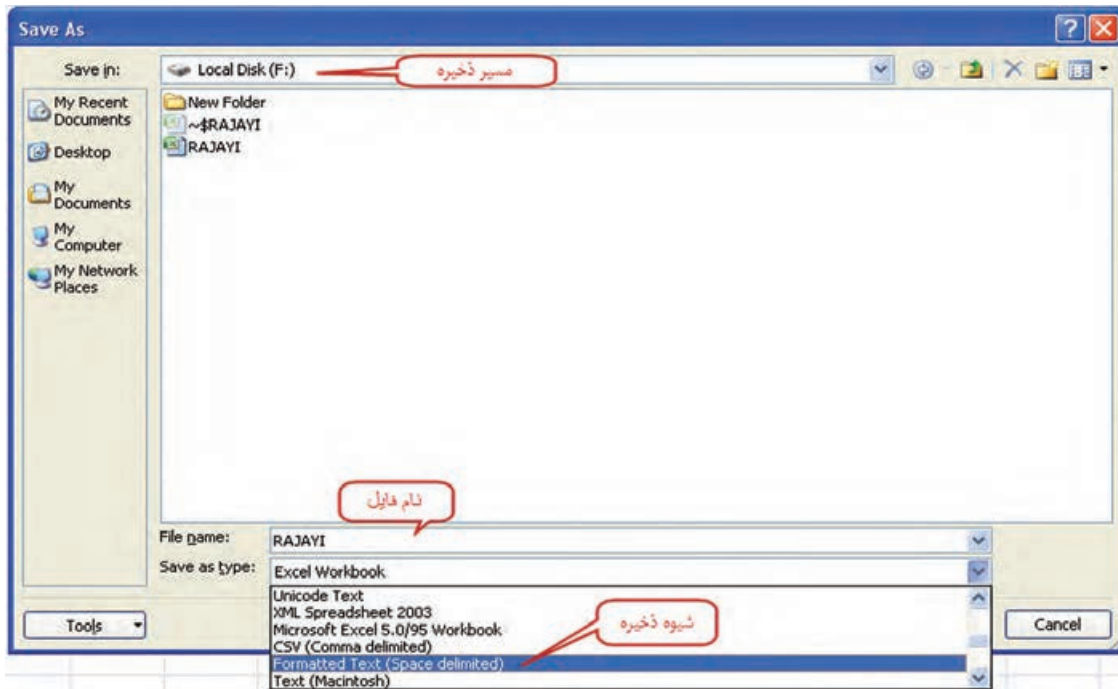 Save As
Save in:
Local Disk (F:)
مسیر ذخیره
My Recent
Documents
Desktop
My
Documents
My
Computer
My Network
Places
New Folder
~$RAJAYI
RAJAYI
نام فایل
File name:
RAJAYI
Save as type:
Excel Workbook
Unicode Text
XML Spreadsheet 2003
Microsoft Excel 5.0/95 Workbook
CSV (Comma delimited)
Formatted Text (Space delimited)
Text (Macintosh)
شیوه ذخیره
Tools
Cancel